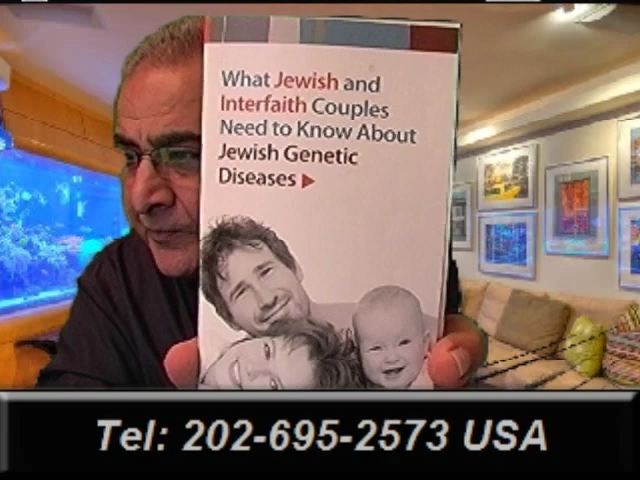 What Jewish and
Interfaith Couples
Need to Know About
Jewish Genetic
Diseases
Tel: 202-695-2573 USA